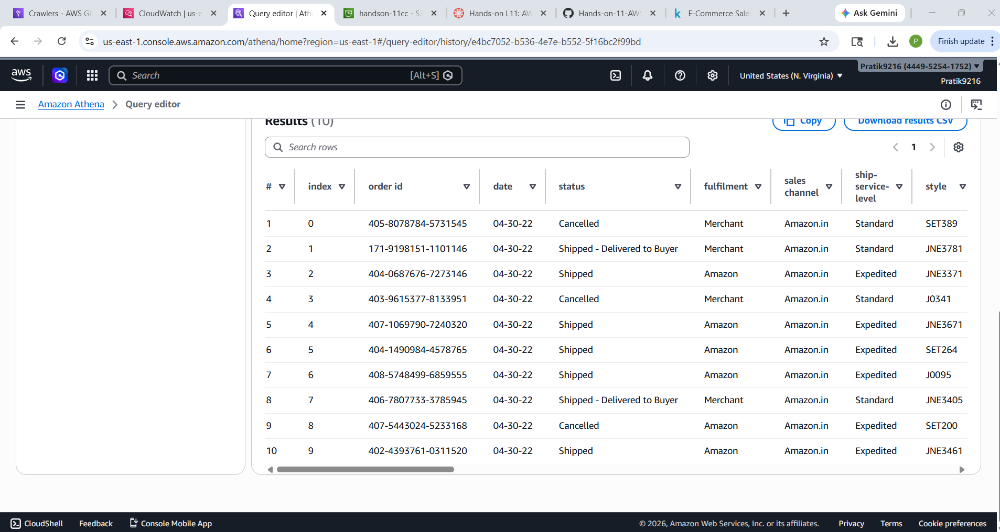 Crawlers - AWS Gl
CloudWatch | us-e
Query editor | Ath
handson-11cc - S3
Hands-on L11: AW
Hands-on-11-AWS
E-Commerce Sales
Ask Gemini
us-east-1.console.aws.amazon.com/athena/home?region=us-east-1#/query-editor/history/e4bc7052-b536-4e7e-b552-5f16bc2f99bd
P
Finish update
aws
Search
[Alt+S]
United States (N. Virginia)
Pratik9216 (4449-5254-1752)
Pratik9216
Amazon Athena
Query editor
Results (10)
Copy
Download results CSV
Search rows
1
# index order id date status fulfilment sales channel ship-service-level style
1 0 405-8078784-5731545 04-30-22 Cancelled Merchant Amazon.in Standard SET389
2 1 171-9198151-1101146 04-30-22 Shipped - Delivered to Buyer Merchant Amazon.in Standard JNE3781
3 2 404-0687676-7273146 04-30-22 Shipped Amazon Amazon.in Expedited JNE3371
4 3 403-9615377-8133951 04-30-22 Cancelled Merchant Amazon.in Standard J0341
5 4 407-1069790-7240320 04-30-22 Shipped Amazon Amazon.in Expedited JNE3671
6 5 404-1490984-4578765 04-30-22 Shipped Amazon Amazon.in Expedited SET264
7 6 408-5748499-6859555 04-30-22 Shipped Amazon Amazon.in Expedited J0095
8 7 406-7807733-3785945 04-30-22 Shipped - Delivered to Buyer Merchant Amazon.in Standard JNE3405
9 8 407-5443024-5233168 04-30-22 Cancelled Amazon Amazon.in Expedited SET200
10 9 402-4393761-0311520 04-30-22 Shipped Amazon Amazon.in Expedited JNE3461
CloudShell
Feedback
Console Mobile App
© 2026, Amazon Web Services, Inc. or its affiliates.
Privacy
Terms
Cookie preferences